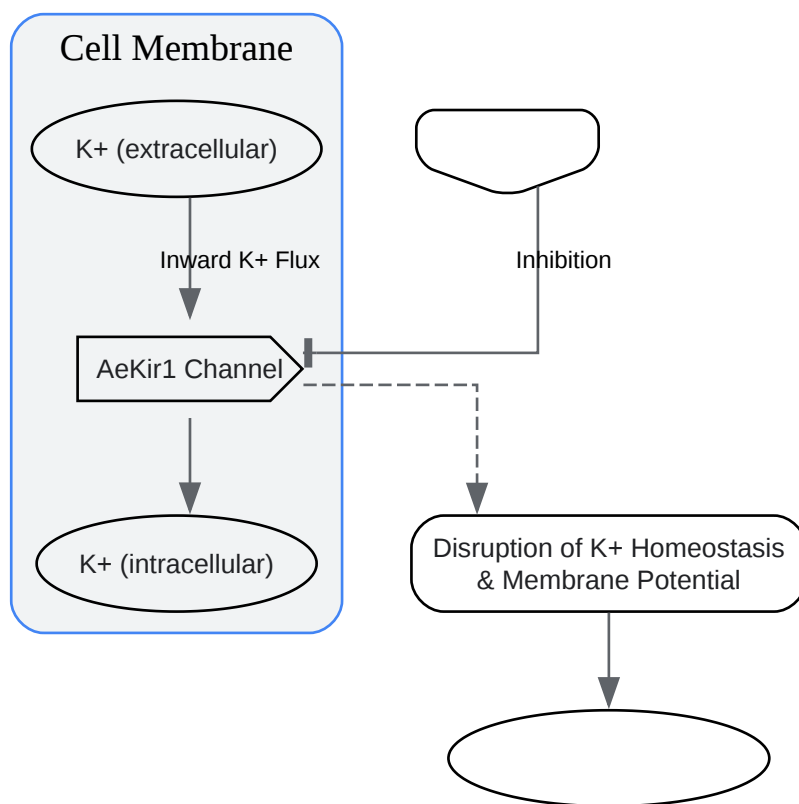 Cell Membrane
K+ (extracellular)
Inward K+ Flux
Inhibition
AeKir1 Channel
K+ (intracellular)
Disruption of K+ Homeostasis
& Membrane Potential